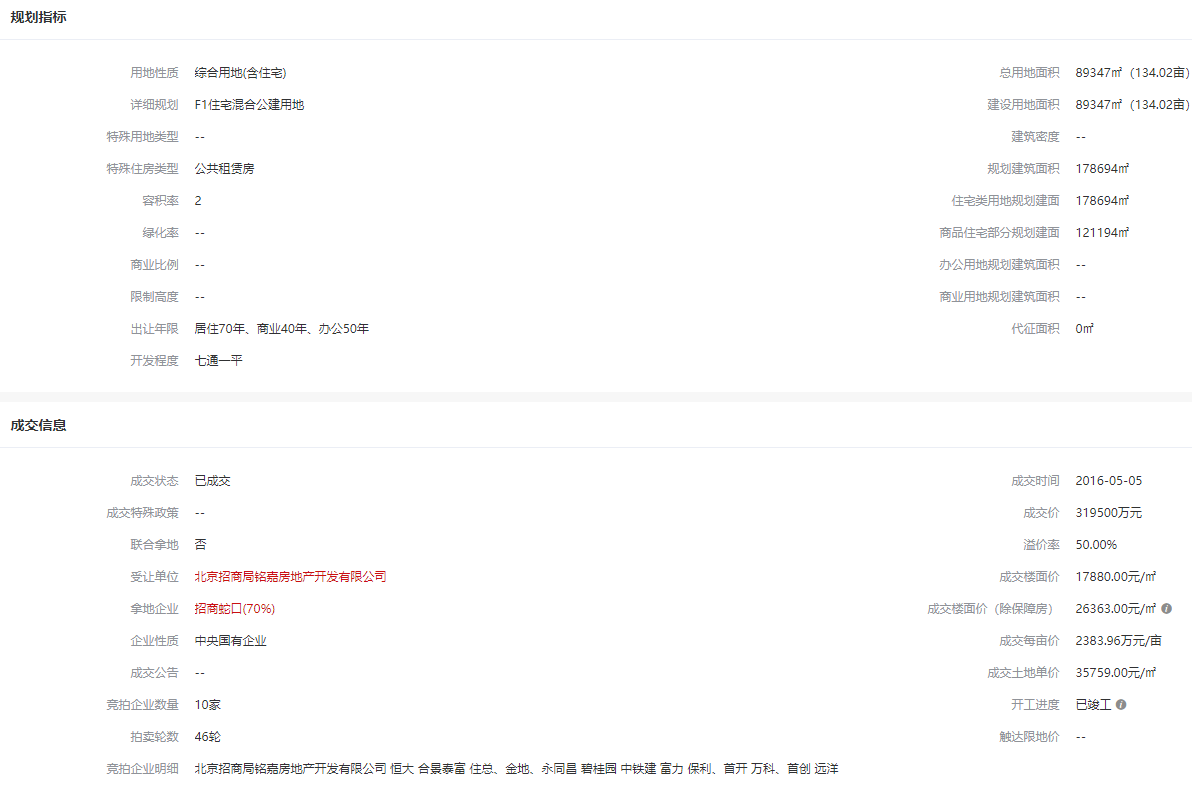 规划指标
用地性质 综合用地(含住宅) 总用地面积 89347㎡（134.02亩）
详细规划 F1住宅混合公建用地 建设用地面积 89347㎡（134.02亩）
特殊用地类型 -- 建筑密度 --
特殊住房类型 公共租赁房 规划建筑面积 178694㎡
容积率 2 住宅类用地规划建面 178694㎡
绿化率 -- 商品住宅部分规划建面 121194㎡
商业比例 -- 办公用地规划建筑面积 --
限制高度 -- 商业用地规划建筑面积 --
出让年限 居住70年、商业40年、办公50年 代征面积 0㎡
开发程度 七通一平
成交信息
成交状态 已成交 成交时间 2016-05-05
成交特殊政策 -- 成交价 319500万元
联合拿地 否 溢价率 50.00%
受让单位 北京招商局铭嘉房地产开发有限公司 成交楼面价 17880.00元/㎡
拿地企业 招商蛇口(70%) 成交楼面价（除保障房） 26363.00元/㎡
企业性质 中央国有企业 成交每亩价 2383.96万元/亩
成交公告 -- 成交土地单价 35759.00元/㎡
竞拍企业数量 10家 开工进度 已竣工
拍卖轮数 46轮 触达限地价 --
竞拍企业明细 北京招商局铭嘉房地产开发有限公司 恒大 合景泰富 住总、金地、永同昌 碧桂园 中铁建 富力 保利、首开 万科、首创 远洋